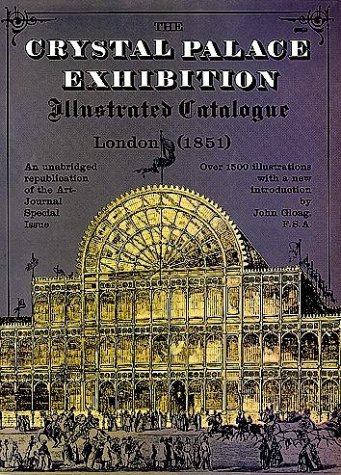 THE
CRYSTAL PALACE
EXHIBITION
Illustrated Catalogue
London (1851)
An unabridged
republication
of the Art-
Journal
Special
Issue
Over 1500 illustrations
with a new
introduction
by
John Gloag,
F.S.A.